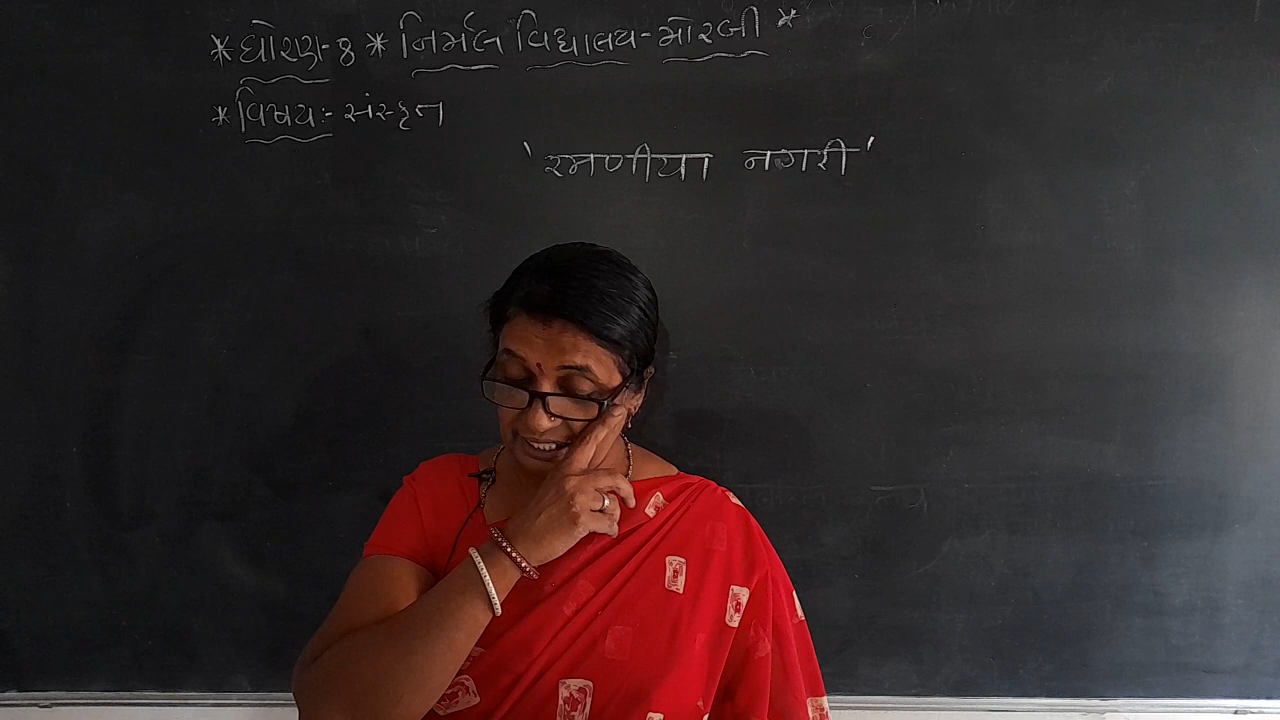 * ધોરણ-8 * નિર્મલ વિદ્યાલય-મોરબી *
* વિષય:- સંસ્કૃત
'रमणीया नगरी'